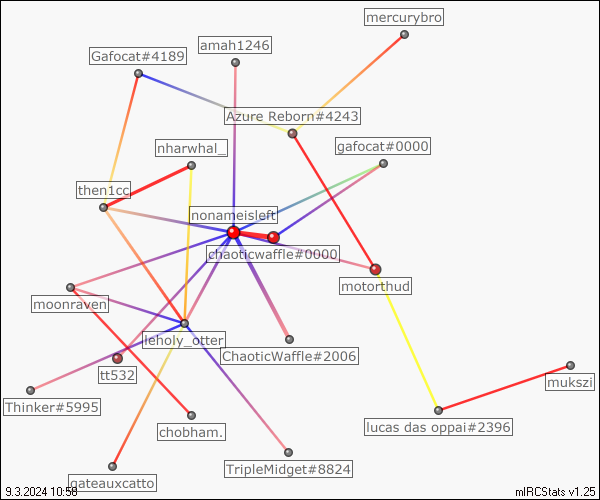 mercurybro
amah1246
Gafocat#4189
Azure Reborn#4243
nharwhal_
gafocat#0000
then1cc
nonameisleft
chaoticwaffle#0000
motorthud
moonraven
leholy_otter
ChaoticWaffle#2006
tt532
mukszi
Thinker#5995
lucas das oppai#2396
chobham.
TripleMidget#8824
gateauxcatto
9.3.2024 10:58
mIRCStats v1.25